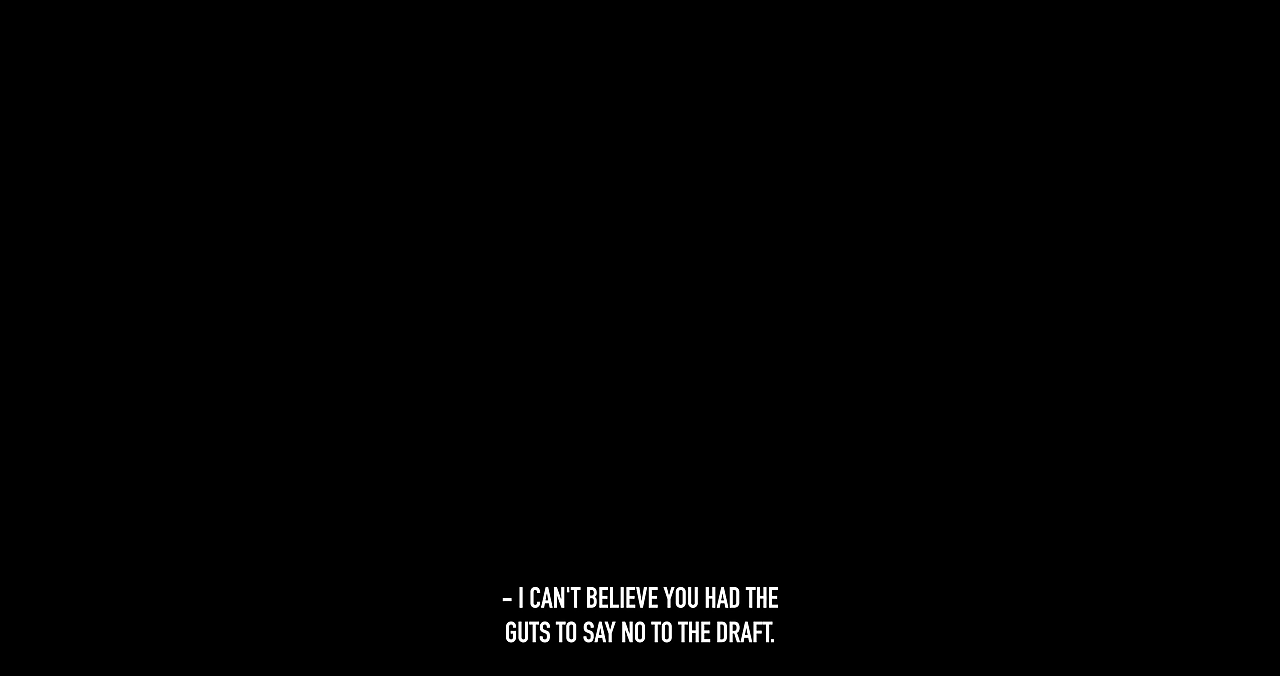 - I CAN'T BELIEVE YOU HAD THE
GUTS TO SAY NO TO THE DRAFT.